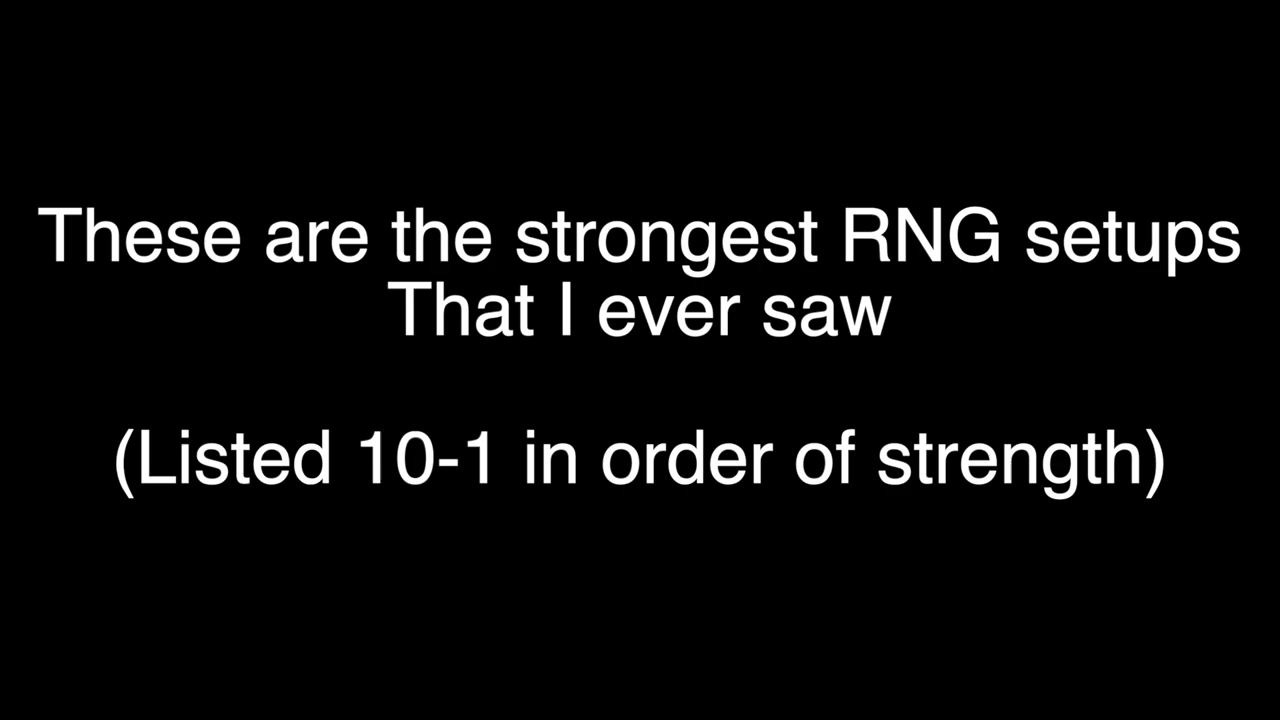 These are the strongest RNG setups
That I ever saw
(Listed 10-1 in order of strength)